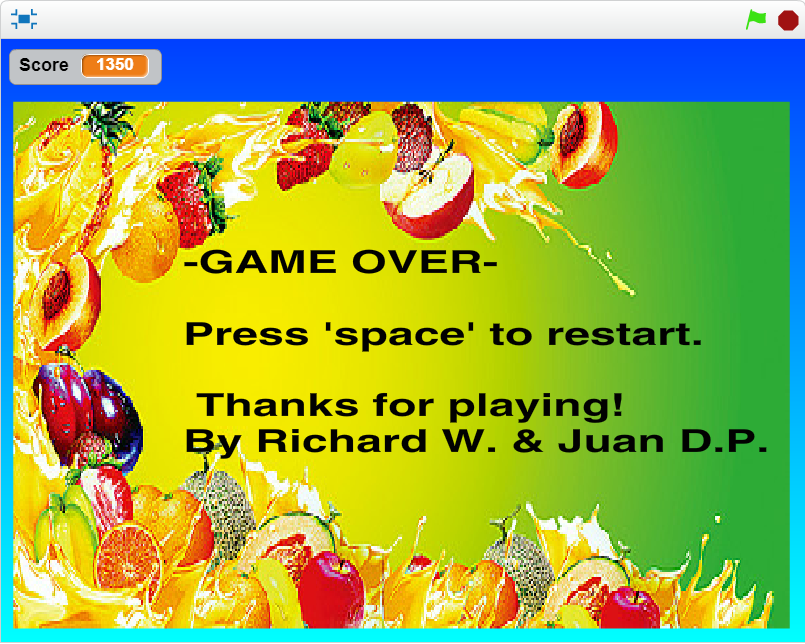 Score 1350
-GAME OVER-
Press 'space' to restart.
Thanks for playing!
By Richard W. & Juan D.P.